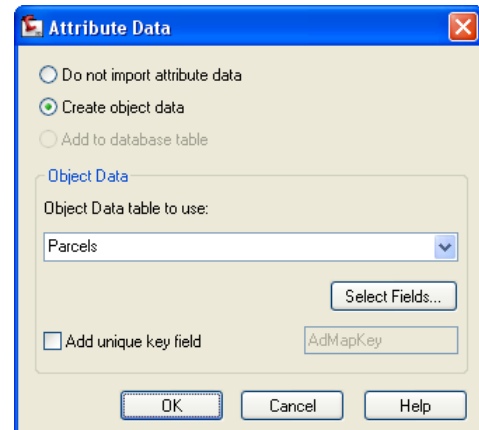 Attribute Data
Do not import attribute data
Create object data
Add to database table
Object Data
Object Data table to use:
Parcels
Select Fields...
Add unique key field
AdMapKey
OK
Cancel
Help